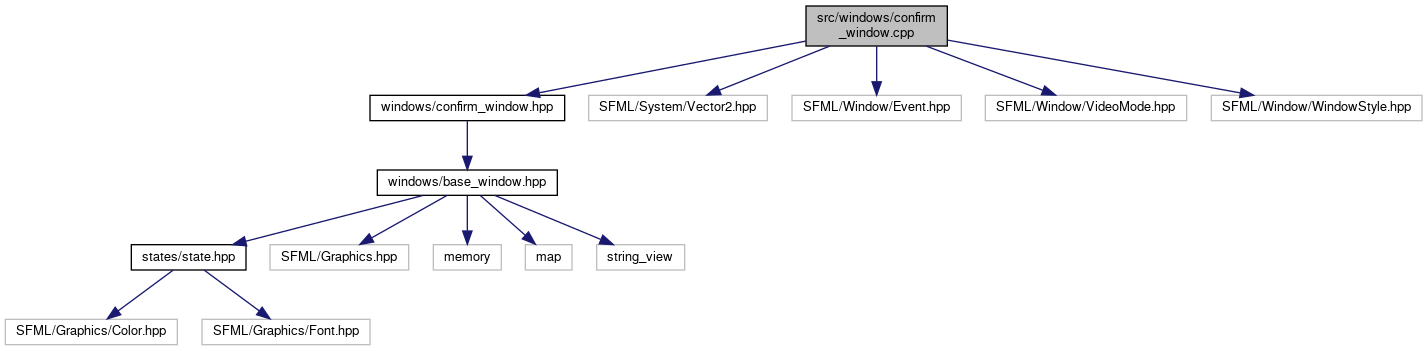 src/windows/confirm
_window.cpp
windows/confirm_window.hpp
SFML/System/Vector2.hpp
SFML/Window/Event.hpp
SFML/Window/VideoMode.hpp
SFML/Window/WindowStyle.hpp
windows/base_window.hpp
states/state.hpp
SFML/Graphics.hpp
memory
map
string_view
SFML/Graphics/Color.hpp
SFML/Graphics/Font.hpp